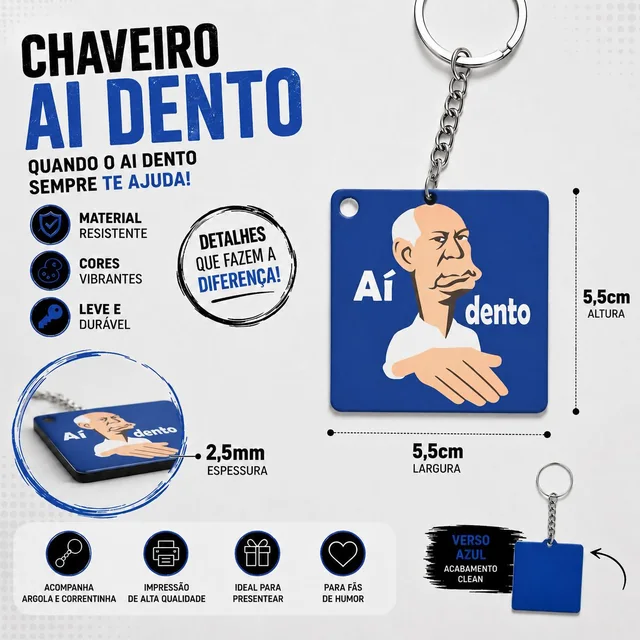 CHAVEIRO
AI DENTO
QUANDO O AI DENTO
SEMPRE TE AJUDA!
MATERIAL
RESISTENTE
CORES
VIBRANTES
LEVE E
DURÁVEL
DETALHES
QUE FAZEM A
DIFERENÇA!
Aí
dento
5,5cm
ALTURA
5,5cm
LARGURA
Aí
dento
2,5mm
ESPESSURA
ACOMPANHA
ARGOLA E CORRENTINHA
IMPRESSÃO
DE ALTA QUALIDADE
IDEAL PARA
PRESENTEAR
PARA FÃS
DE HUMOR
VERSO
AZUL
ACABAMENTO
CLEAN